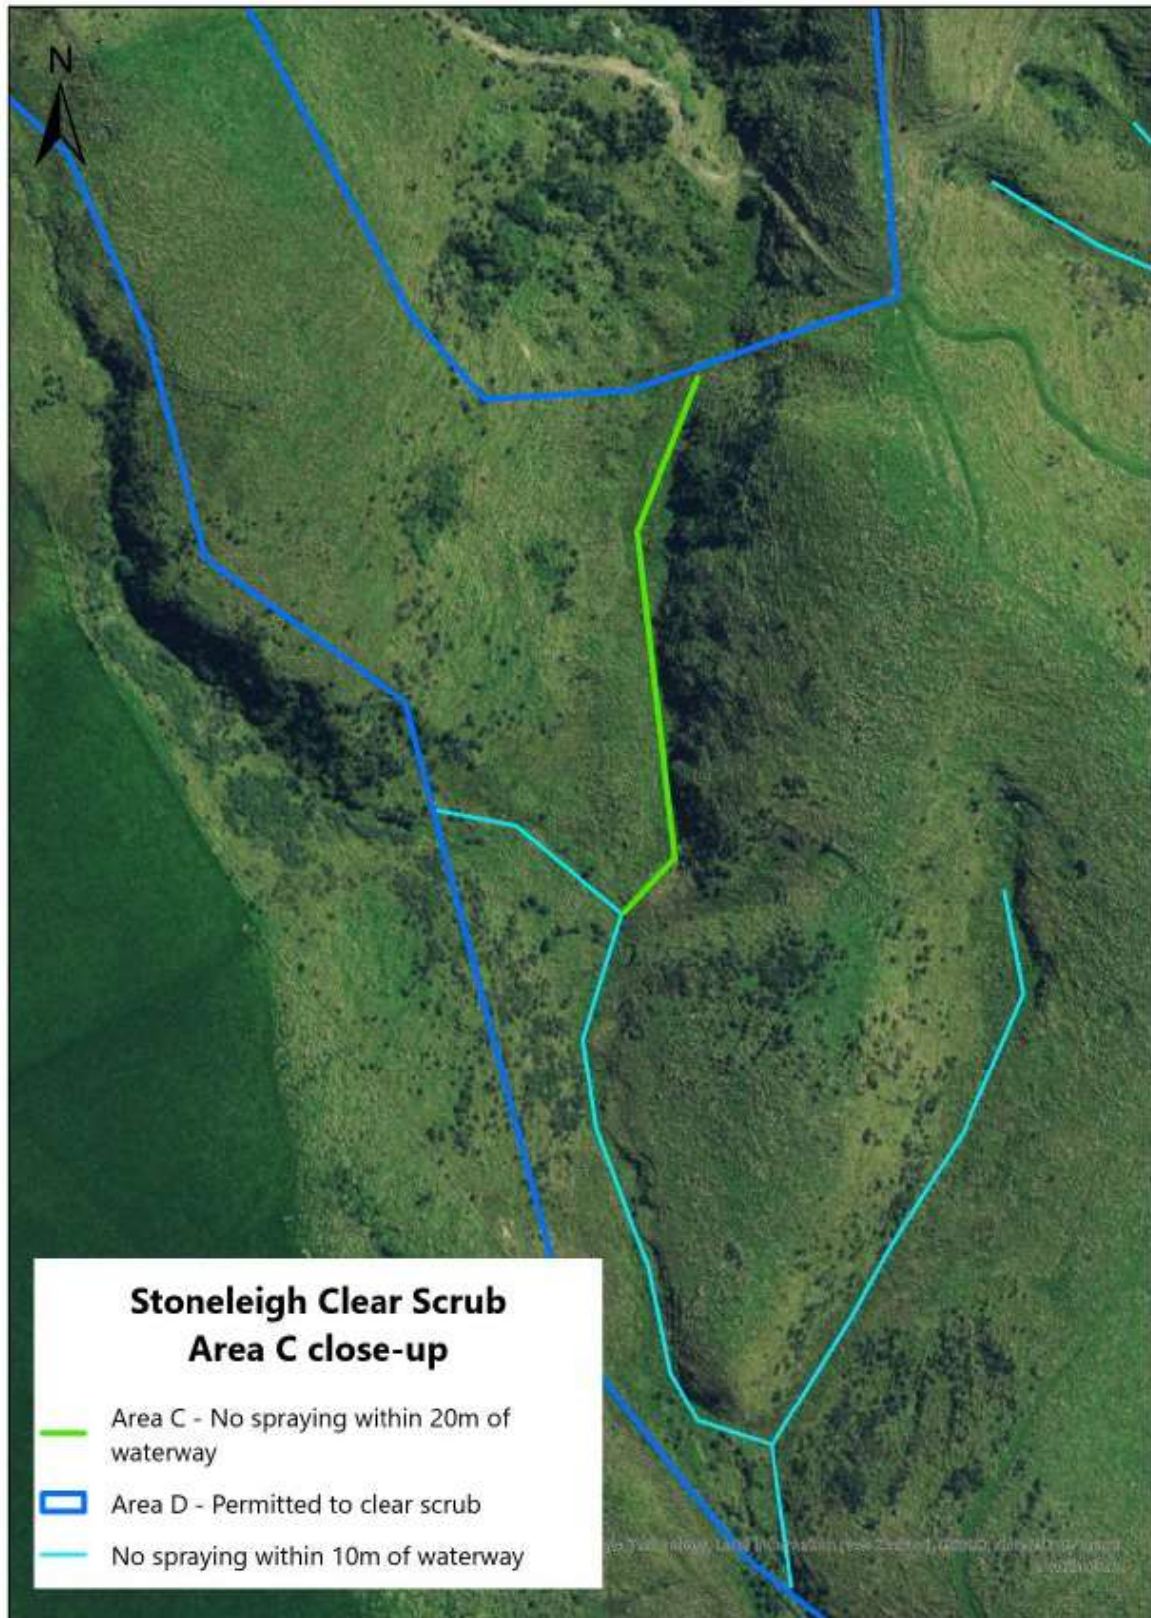 N
Stoneleigh Clear Scrub
Area C close-up
Area C - No spraying within 20m of
waterway
Area D - Permitted to clear scrub
No spraying within 10m of waterway